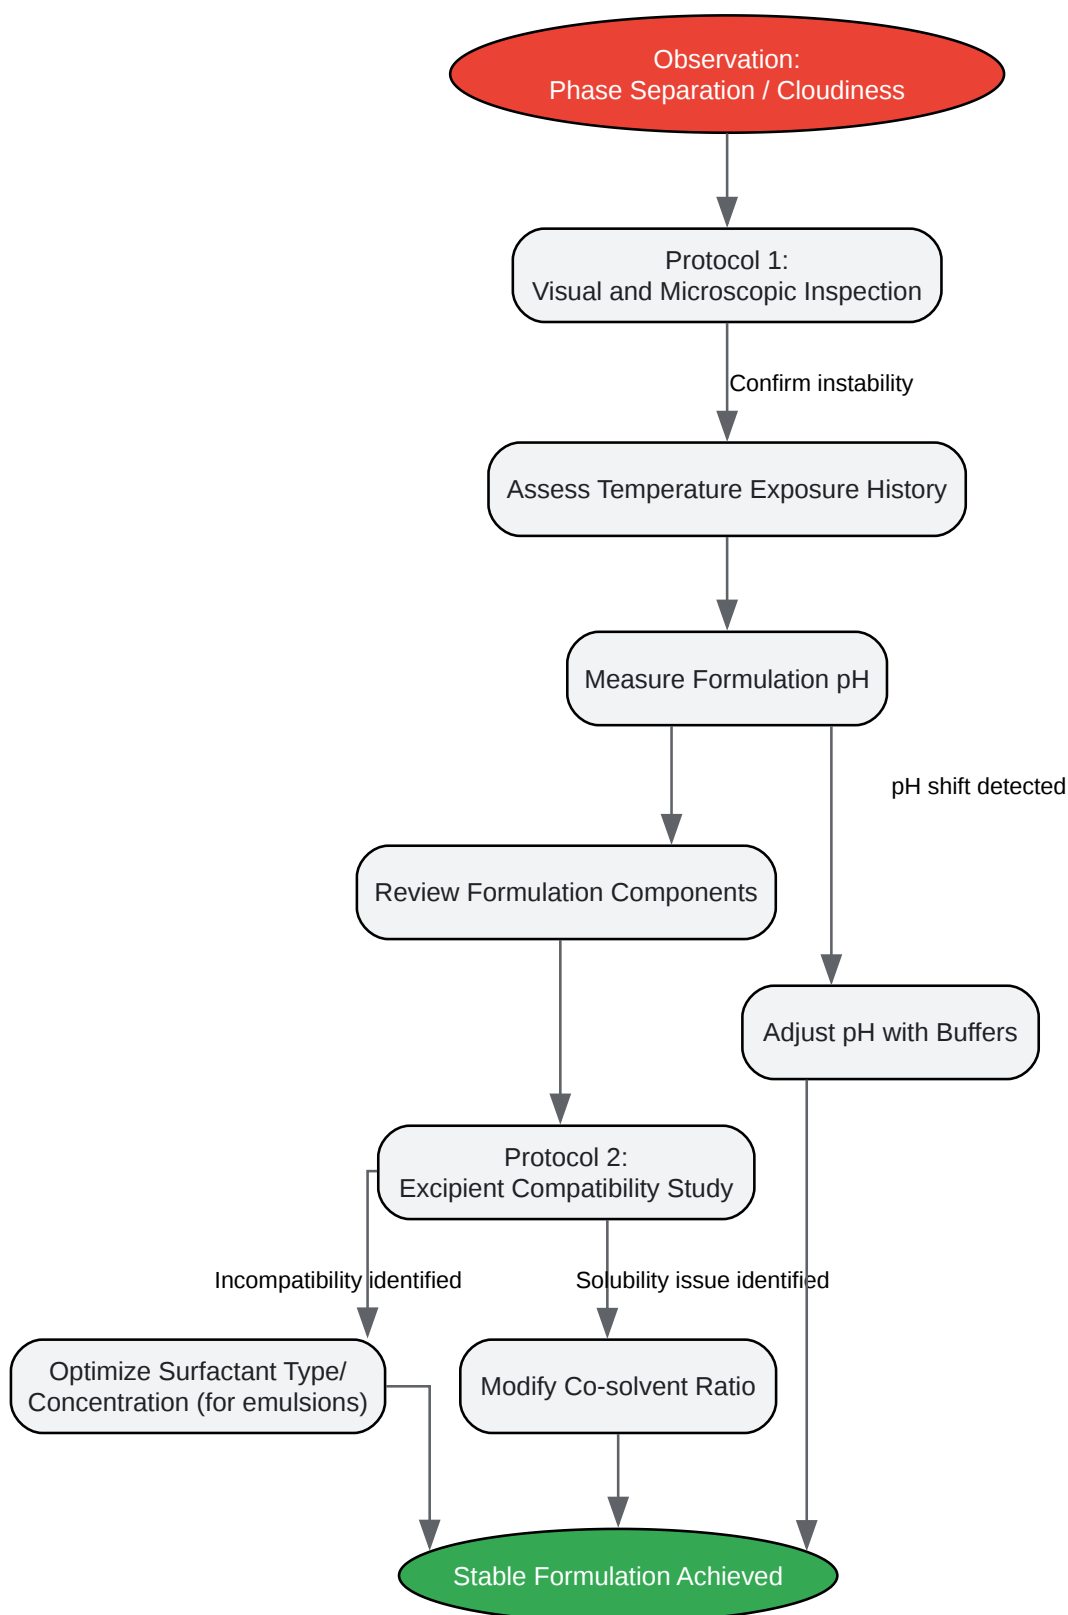 Observation:
Phase Separation / Cloudiness
Protocol 1:
Visual and Microscopic Inspection
Confirm instability
Assess Temperature Exposure History
Measure Formulation pH
pH shift detected
Review Formulation Components
Adjust pH with Buffers
Protocol 2:
Excipient Compatibility Study
Incompatibility identified
Solubility issue identified
Optimize Surfactant Type/
Concentration (for emulsions)
Modify Co-solvent Ratio
Stable Formulation Achieved